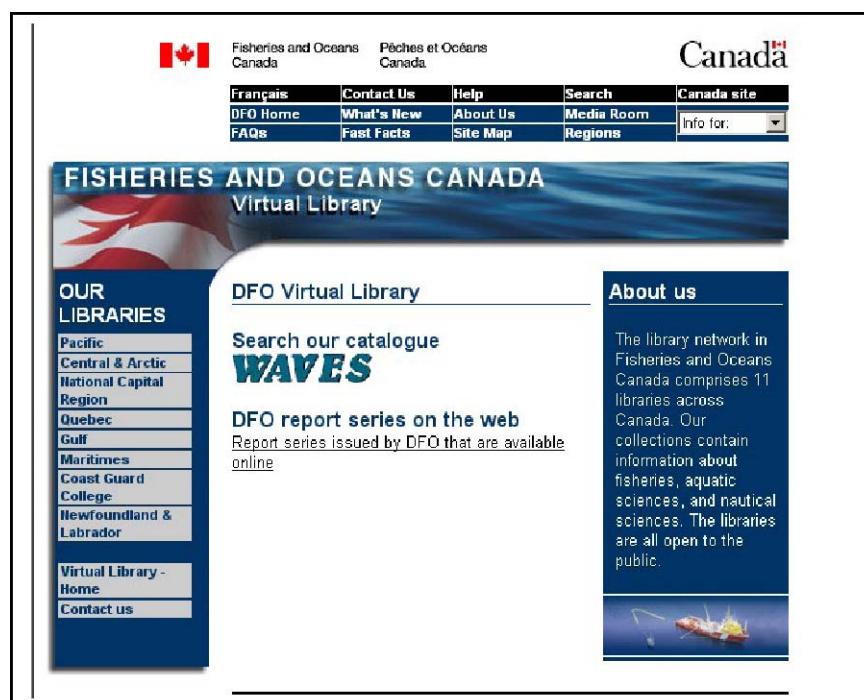 Fisheries and Oceans Pêches et Océans
Canada Canada
Canada
Français Contact Us Help Search Canada site
DFO Home What's New About Us Media Room Info for:
FAQs Fast Facts Site Map Regions
FISHERIES AND OCEANS CANADA
Virtual Library
OUR
LIBRARIES
Pacific
Central & Arctic
National Capital
Region
Quebec
Gulf
Maritimes
Coast Guard
College
Newfoundland &
Labrador
Virtual Library -
Home
Contact us
DFO Virtual Library
Search our catalogue
WAVES
DFO report series on the web
Report series issued by DFO that are available
online
About us
The library network in
Fisheries and Oceans
Canada comprises 11
libraries across
Canada. Our
collections contain
information about
fisheries, aquatic
sciences, and nautical
sciences. The libraries
are all open to the
public.